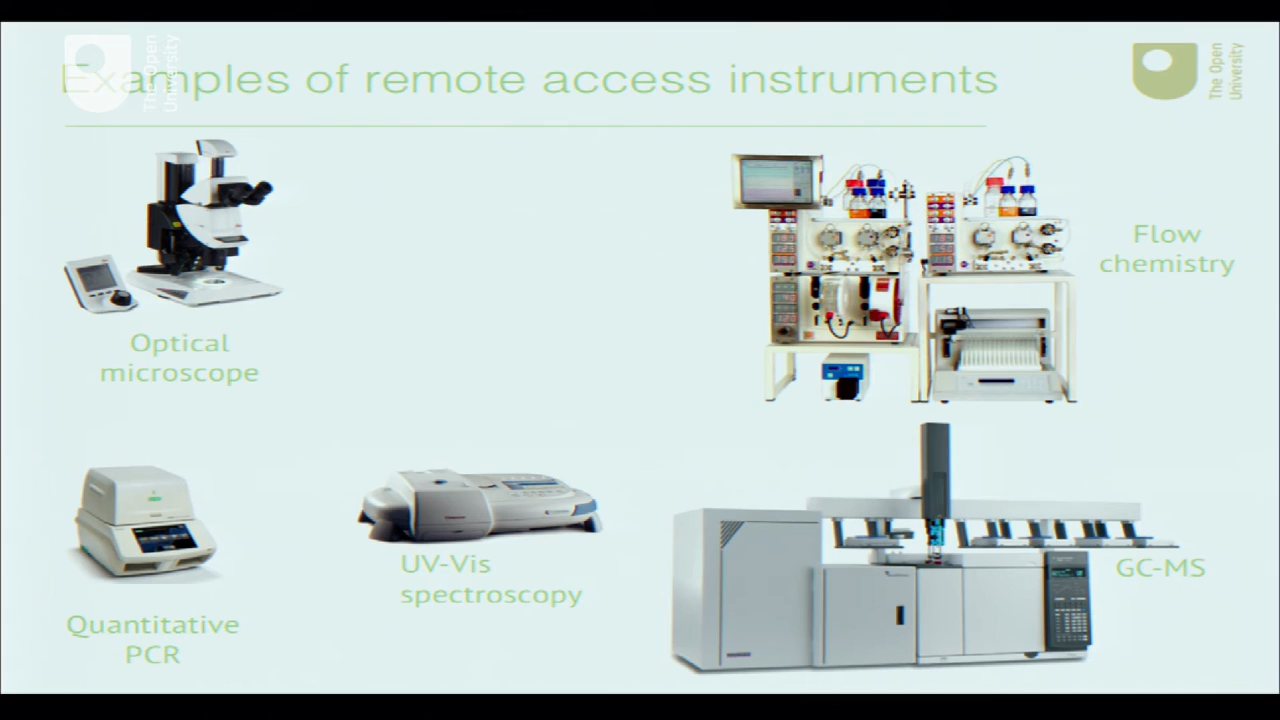 Examples of remote access instruments
The Open
University
The Open
University
Optical
microscope
Flow
chemistry
Quantitative
PCR
UV-Vis
spectroscopy
GC-MS